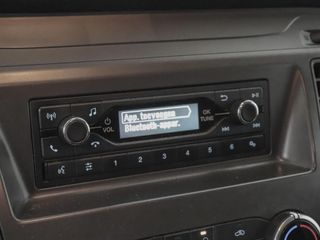 App. toevoegen
Bluetooth-appar.
VOL
OK
TUNE
1 2 3 4 5 6